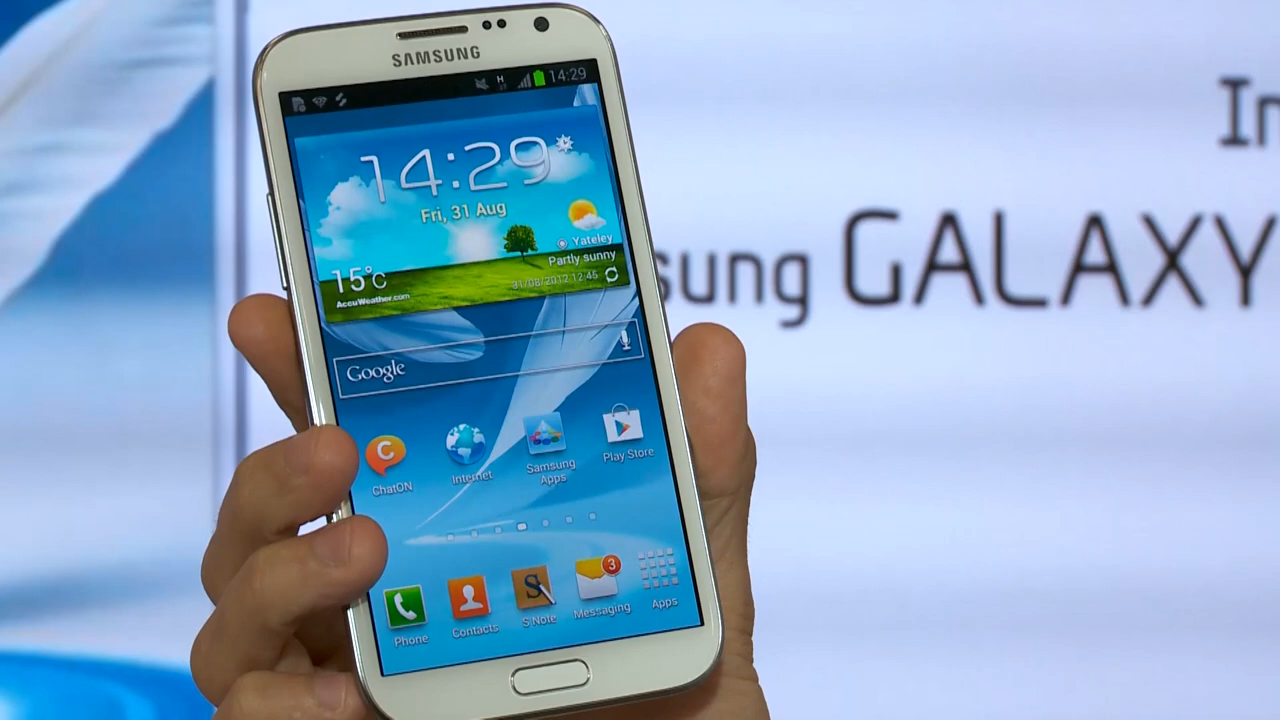 SAMSUNG
H 14:29
14:29
Fri, 31 Aug
Yateley
Partly sunny
15°C
31/08/2012 12:45
AccuWeather.com
Google
ChatON
Internet
Samsung Apps
Play Store
Phone
Contacts
S Note
3
Messaging
Apps
In
sung GALAXY